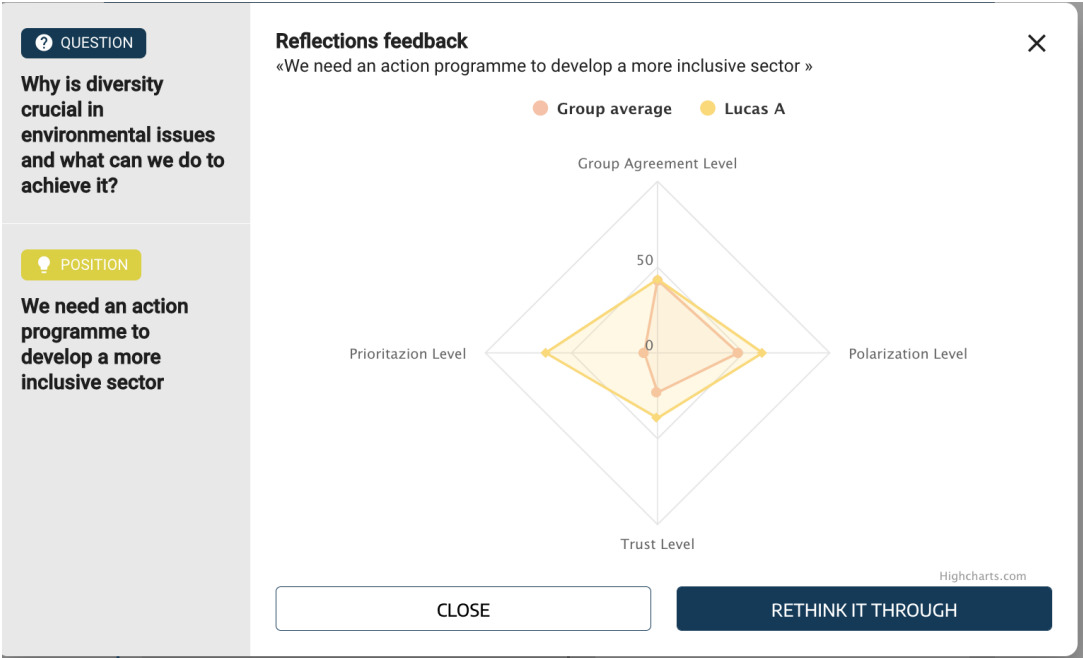 QUESTION
Why is diversity
crucial in
environmental issues
and what can we do to
achieve it?
POSITION
We need an action
programme to
develop a more
inclusive sector
Reflections feedback
«We need an action programme to develop a more inclusive sector »
Group average
Lucas A
Group Agreement Level
50
0
Prioritazion Level
Polarization Level
Trust Level
Highcharts.com
CLOSE
RETHINK IT THROUGH